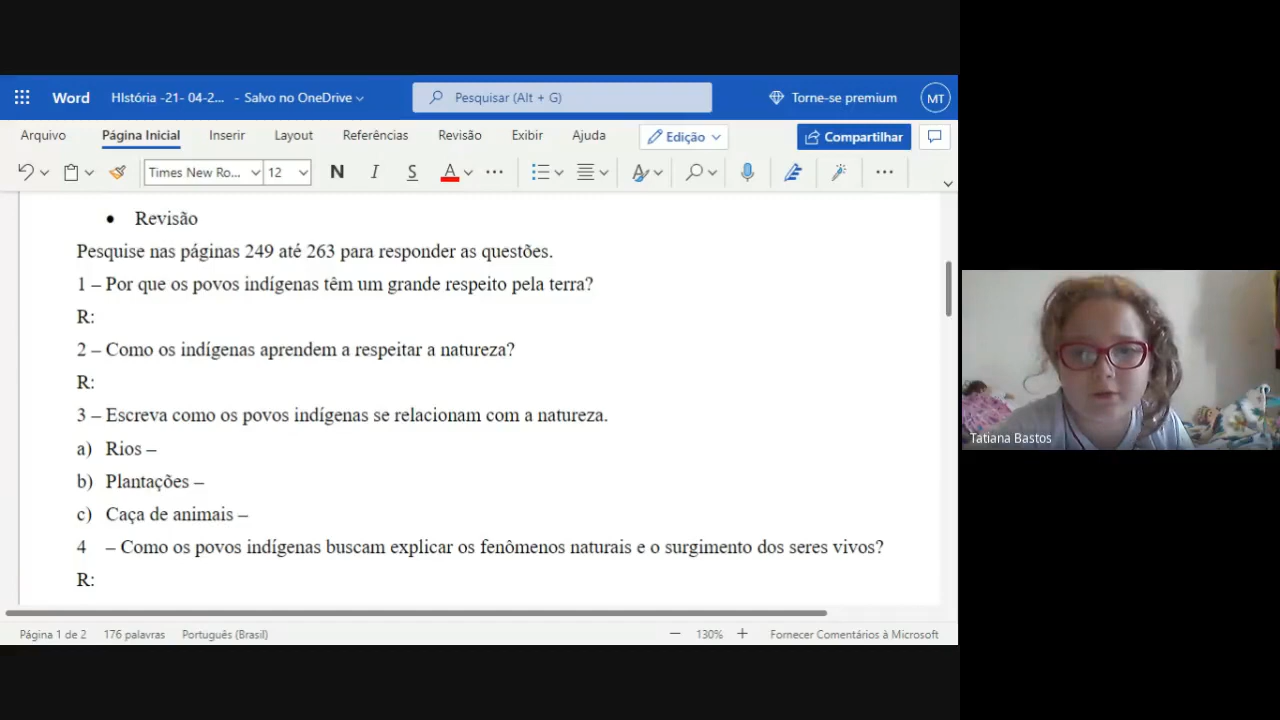 Word
HIstória -21- 04-2... - Salvo no OneDrive
Pesquisar (Alt + G)
Torne-se premium
MT
Arquivo
Página Inicial
Inserir
Layout
Referências
Revisão
Exibir
Ajuda
Edição
Compartilhar
Times New Ro...
12
N
I
S
A
• Revisão
Pesquise nas páginas 249 até 263 para responder as questões.
1 – Por que os povos indígenas têm um grande respeito pela terra?
R:
2 – Como os indígenas aprendem a respeitar a natureza?
R:
3 – Escreva como os povos indígenas se relacionam com a natureza.
a) Rios –
b) Plantações –
c) Caça de animais –
4 – Como os povos indígenas buscam explicar os fenômenos naturais e o surgimento dos seres vivos?
R:
Página 1 de 2
176 palavras
Português (Brasil)
— 130% +
Fornecer Comentários à Microsoft
Tatiana Bastos